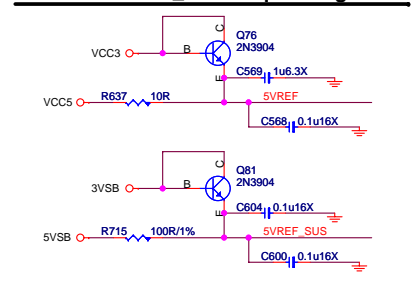 C
Q76
2N3904
VCC3
B
E
C569 1u6.3X
VCC5
R637 10R
5VREF
C568 0.1u16X
C
Q81
2N3904
3VSB
B
E
C604 0.1u16X
5VSB
R715 100R/1%
5VREF_SUS
C600 0.1u16X